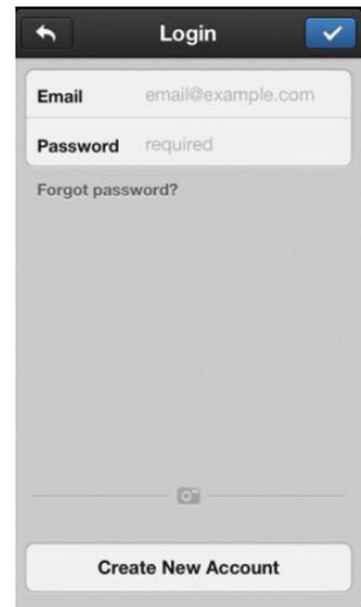 Login
Email email@example.com
Password required
Forgot password?
Create New Account